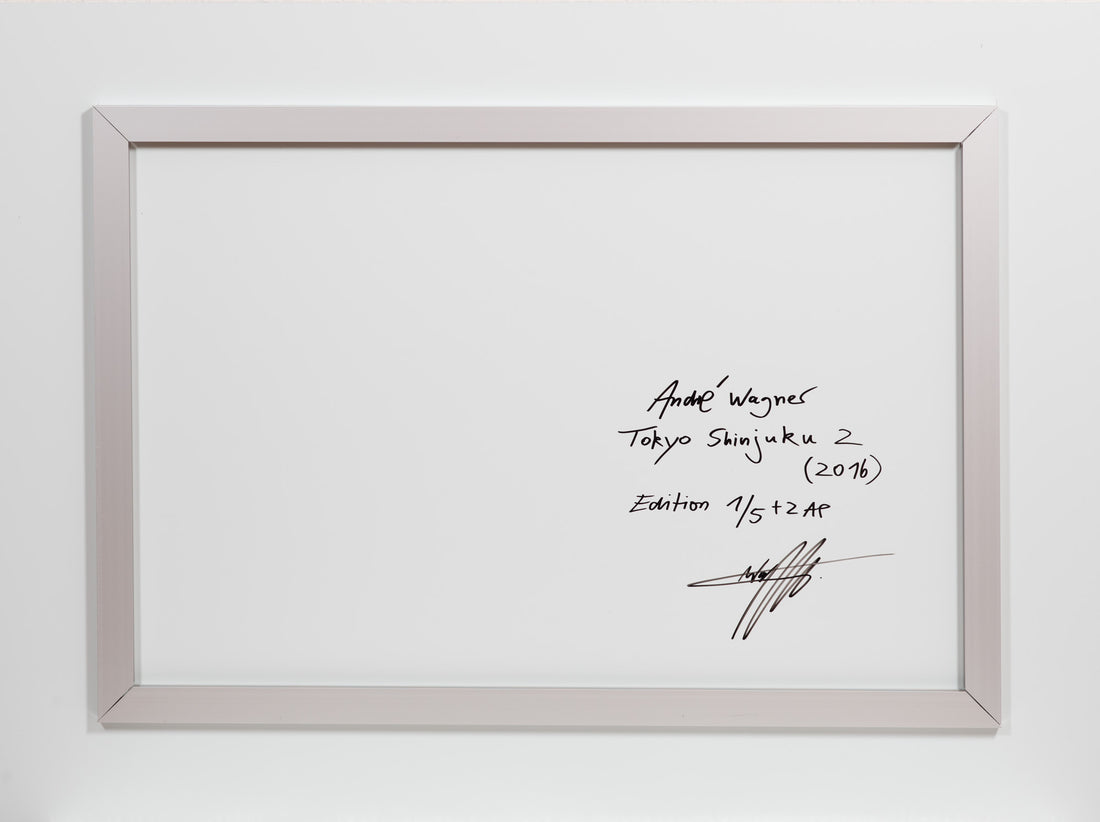 André Wagner
Tokyo Shinjuku 2
(2016)
Edition 1/5 + 2 AP